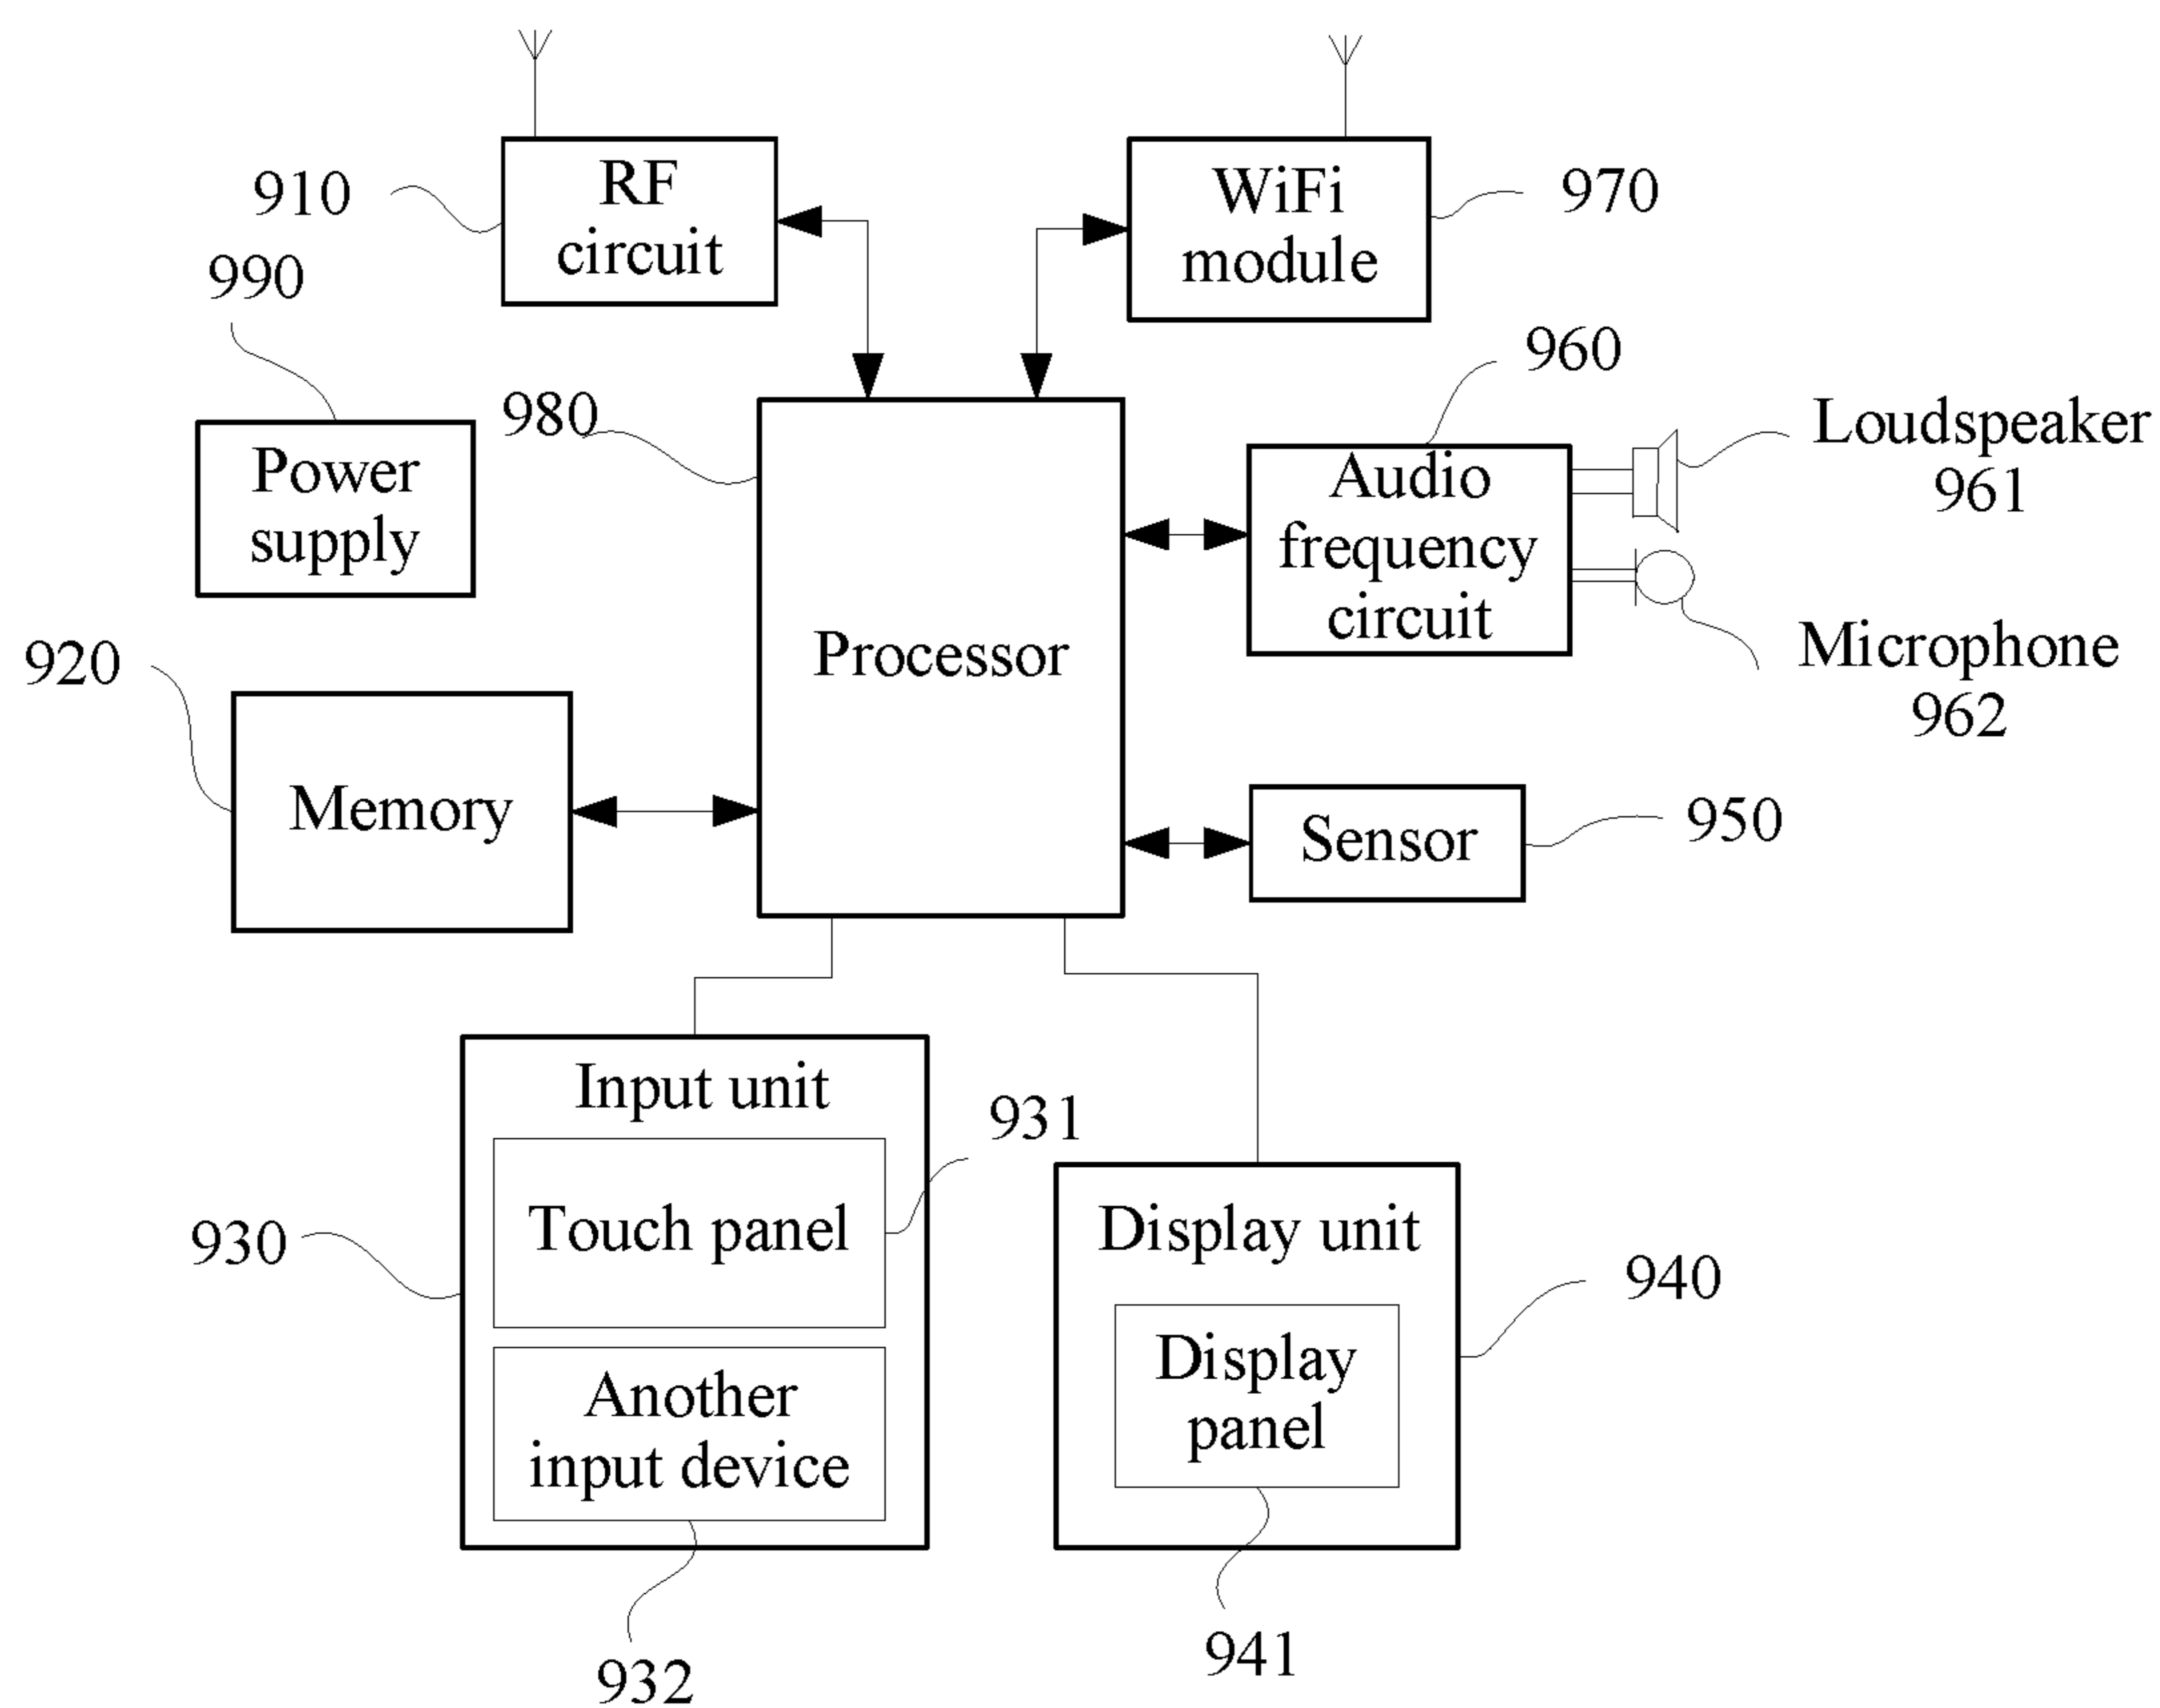 910
RF
circuit
WiFi
module
970
990
Power
supply
980
Processor
960
Audio
frequency
circuit
Loudspeaker
961
Microphone
962
920
Memory
Sensor
950
Input unit
931
Touch panel
930
Another
input device
932
Display unit
940
Display
panel
941